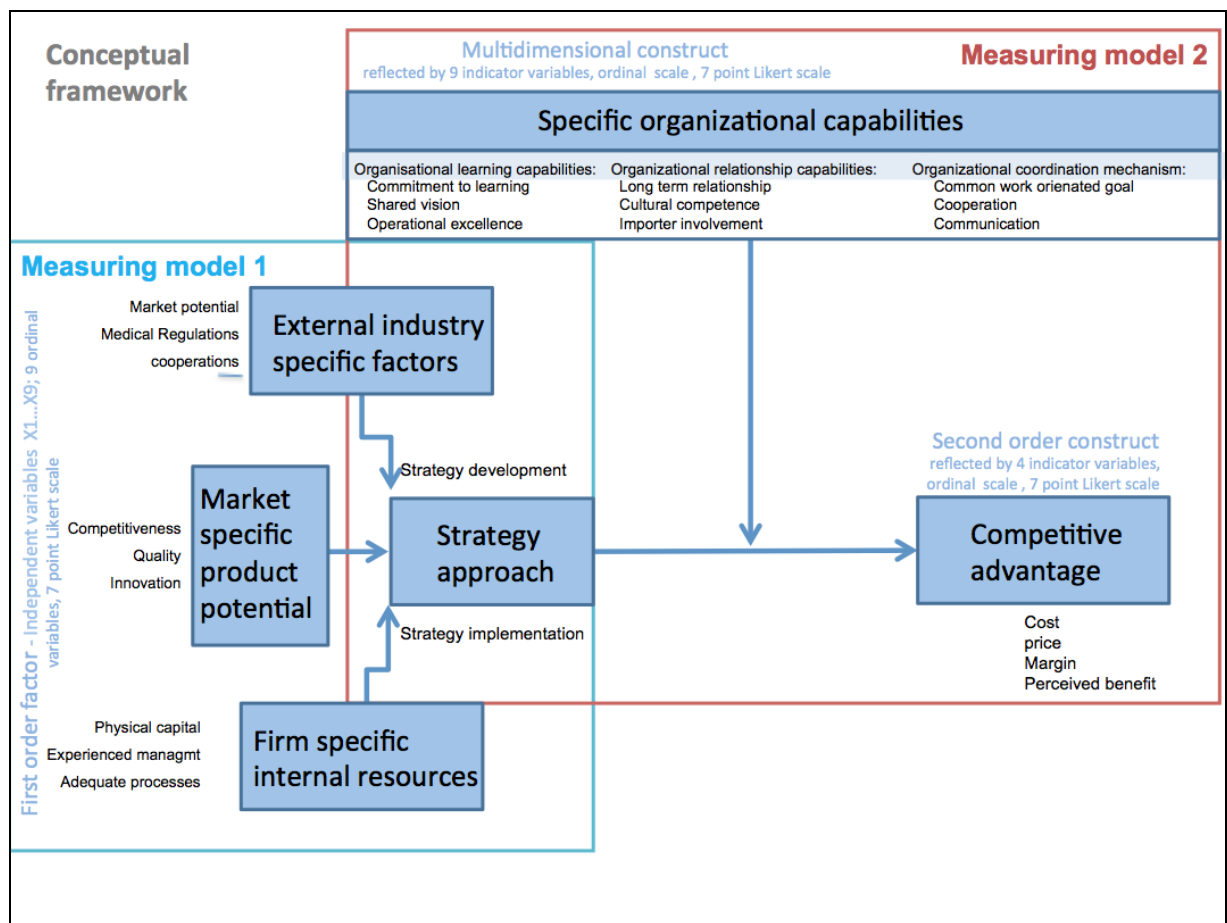 Conceptual
framework
Multidimensional construct
reflected by 9 indicator variables, ordinal scale , 7 point Likert scale
Measuring model 2
Specific organizational capabilities
Organisational learning capabilities:
Commitment to learning
Shared vision
Operational excellence
Organizational relationship capabilities:
Long term relationship
Cultural competence
Importer involvement
Organizational coordination mechanism:
Common work orienated goal
Cooperation
Communication
Measuring model 1
First order factor - Independent variables X1...X9; 9 ordinal
variables, 7 point Likert scale
Market potential
Medical Regulations
cooperations
External industry
specific factors
Strategy development
Competitiveness
Quality
Innovation
Market
specific
product
potential
Strategy
approach
Second order construct
reflected by 4 indicator variables,
ordinal scale , 7 point Likert scale
Competitive
advantage
Cost
price
Margin
Perceived benefit
Strategy implementation
Physical capital
Experienced managmt
Adequate processes
Firm specific
internal resources